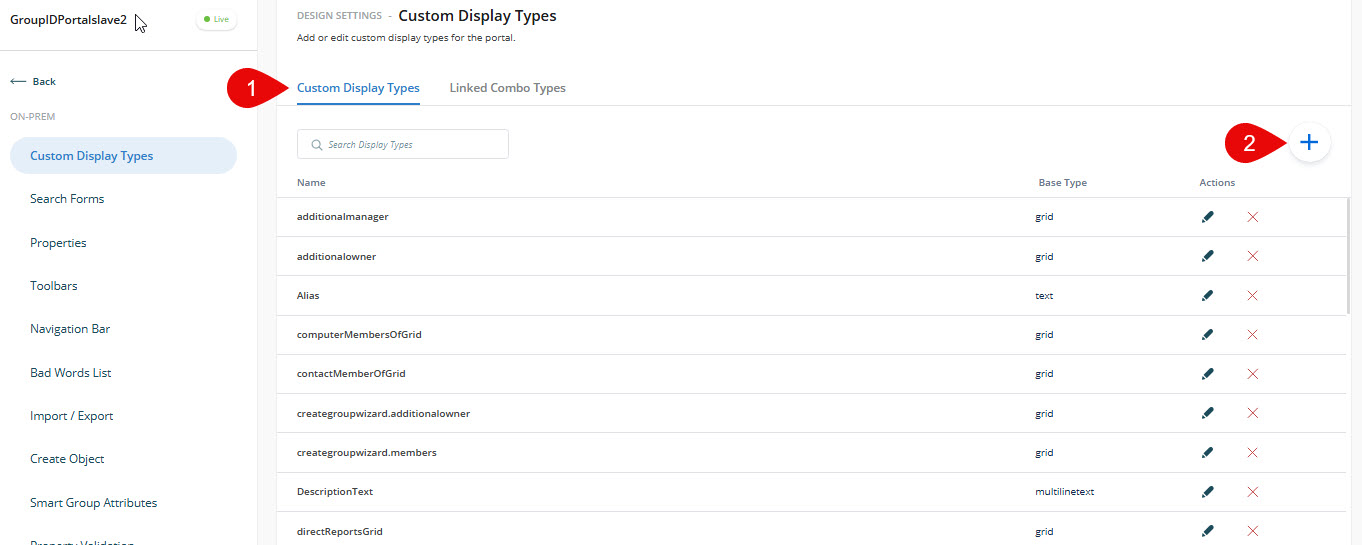 GroupIDPortalslave2
Live
DESIGN SETTINGS - Custom Display Types
Add or edit custom display types for the portal.
Back
ON-PREM
Custom Display Types
Search Forms
Properties
Toolbars
Navigation Bar
Bad Words List
Import / Export
Create Object
Smart Group Attributes
Property Validation
1
Custom Display Types Linked Combo Types
Search Display Types
2
Name Base Type Actions
additionalmanager grid
additionalowner grid
Alias text
computerMembersOfGrid grid
contactMemberOfGrid grid
creategroupwizard.additionalowner grid
creategroupwizard.members grid
DescriptionText multilinetext
directReportsGrid grid